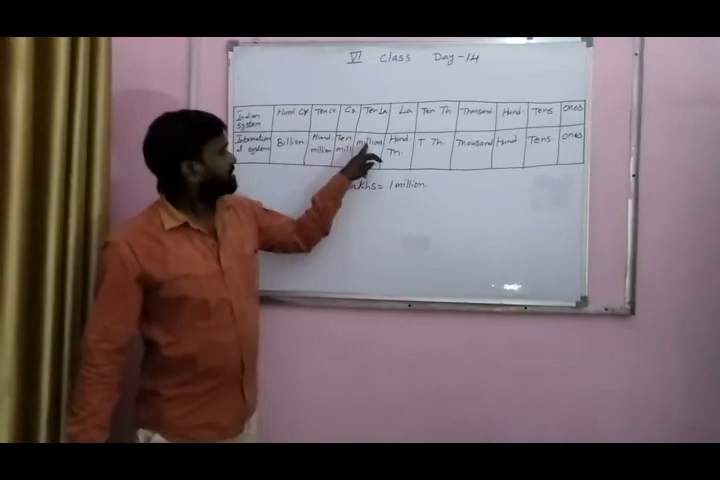 VI Class Day-14
Indian system Hund Cr Ten Cr Cr Ten La La Ten Th Thousand Hund. Tens Ones
International system Billion Hund million Ten mill million Hund Th. T Th. Thousand Hund. Tens Ones
akhs = 1 million.